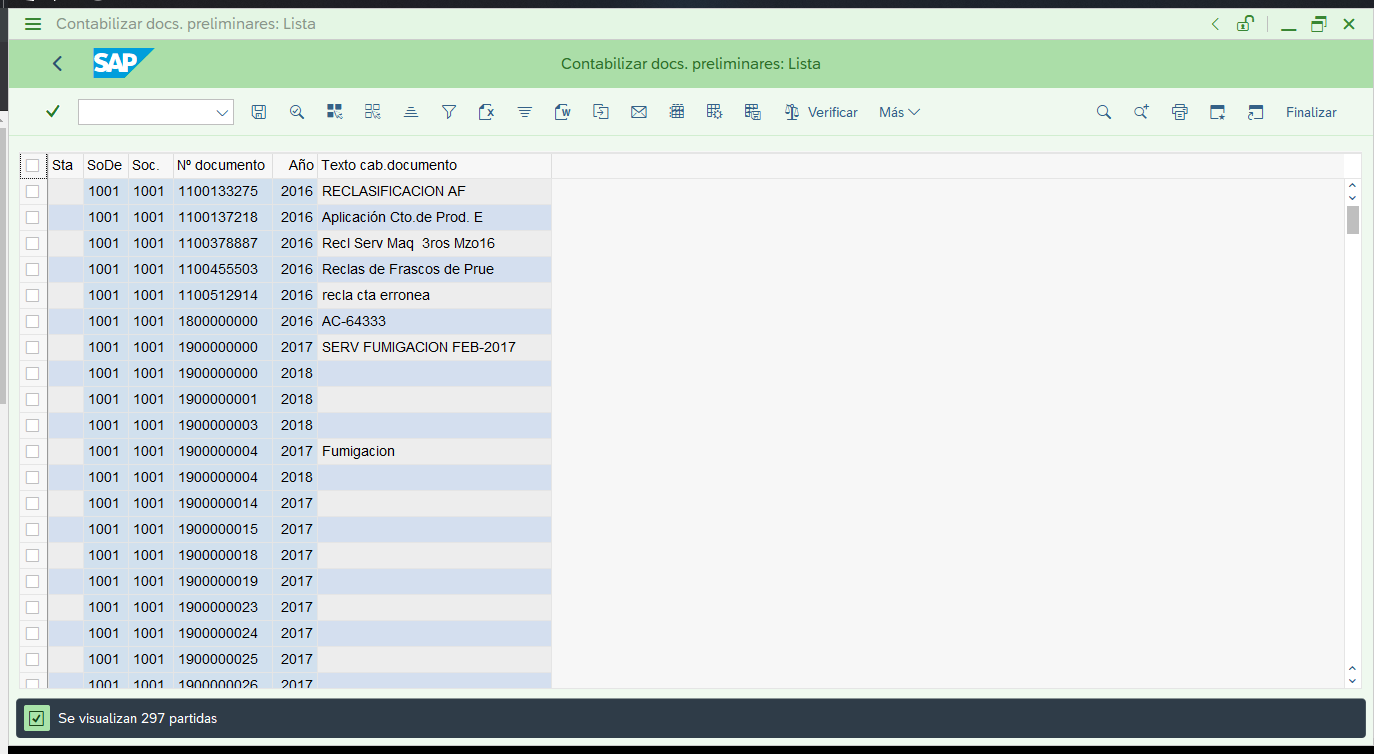 Contabilizar docs. preliminares: Lista
SAP Contabilizar docs. preliminares: Lista
Verificar Más Finalizar
Sta SoDe Soc. Nº documento Año Texto cab.documento
1001 1001 1100133275 2016 RECLASIFICACION AF
1001 1001 1100137218 2016 Aplicación Cto.de Prod. E
1001 1001 1100378887 2016 Recl Serv Maq  3ros Mzo16
1001 1001 1100455503 2016 Reclas de Frascos de Prue
1001 1001 1100512914 2016 recla cta erronea
1001 1001 1800000000 2016 AC-64333
1001 1001 1900000000 2017 SERV FUMIGACION FEB-2017
1001 1001 1900000000 2018
1001 1001 1900000001 2018
1001 1001 1900000003 2018
1001 1001 1900000004 2017 Fumigacion
1001 1001 1900000004 2018
1001 1001 1900000014 2017
1001 1001 1900000015 2017
1001 1001 1900000018 2017
1001 1001 1900000019 2017
1001 1001 1900000023 2017
1001 1001 1900000024 2017
1001 1001 1900000025 2017
1001 1001 1900000026 2017
Se visualizan 297 partidas